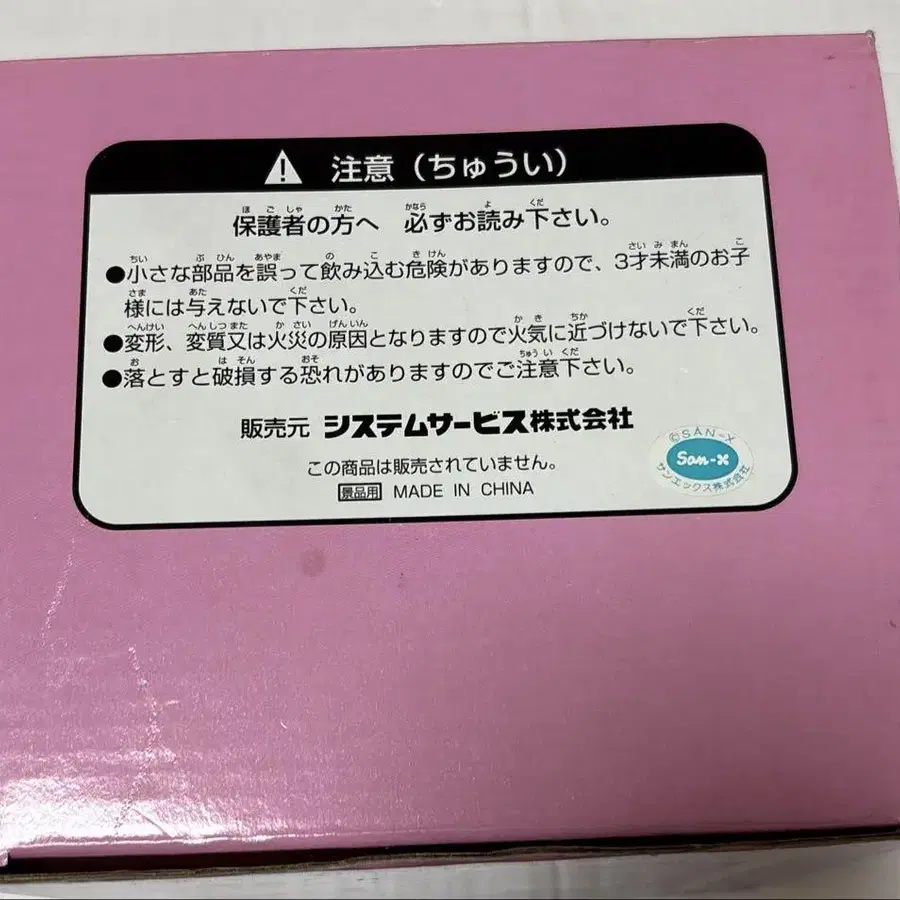 注意（ちゅうい）
保護者の方へ 必ずお読み下さい。
●小さな部品を誤って飲み込む危険がありますので、3才未満のお子
様には与えないで下さい。
●変形、変質又は火災の原因となりますので火気に近づけないで下さい。
●落とすと破損する恐れがありますのでご注意下さい。
販売元 システムサービス株式会社
この商品は販売されていません。
景品用 MADE IN CHINA
©SAN-X
San-x
サンエックス株式会社